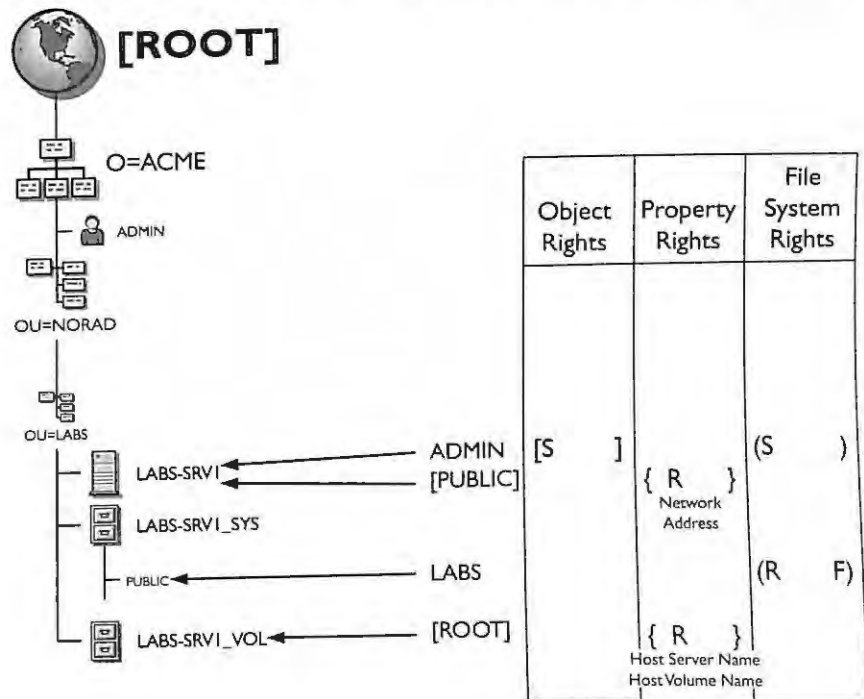 [ROOT]
O=ACME
ADMIN
OU=NORAD
OU=LABS
LABS-SRV1
LABS-SRV1_SYS
PUBLIC
LABS-SRV1_VOL
Object Rights
Property Rights
File System Rights
ADMIN [S ] (S )
[PUBLIC] { R }
Network
Address
LABS (R F)
[ROOT] { R }
Host Server Name
Host Volume Name